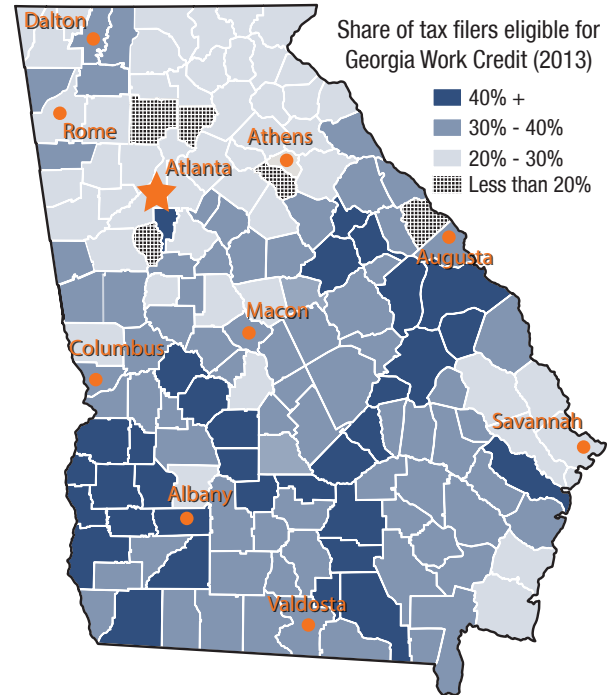 Share of tax filers eligible for
Georgia Work Credit (2013)
40% +
30% - 40%
20% - 30%
Less than 20%
Dalton
Rome
Athens
Atlanta
Augusta
Macon
Columbus
Savannah
Albany
Valdosta